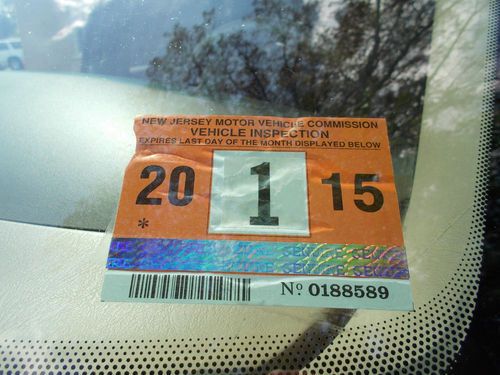 NEW JERSEY MOTOR VEHICLE COMMISSION
VEHICLE INSPECTION
EXPIRES LAST DAY OF THE MONTH DISPLAYED BELOW
20 1 15
*
No. 0188589